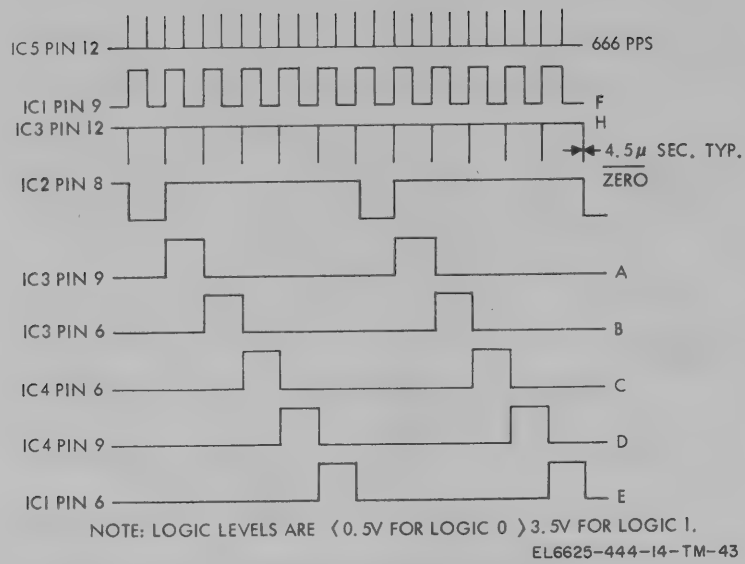 IC5 PIN 12 666 PPS
IC1 PIN 9 F
IC3 PIN 12 H
4.5μ SEC. TYP.
IC2 PIN 8 ZERO
IC3 PIN 9 A
IC3 PIN 6 B
IC4 PIN 6 C
IC4 PIN 9 D
IC1 PIN 6 E
NOTE: LOGIC LEVELS ARE 〈0.5V FOR LOGIC 0 〉3.5V FOR LOGIC 1.
EL6625-444-14-TM-43